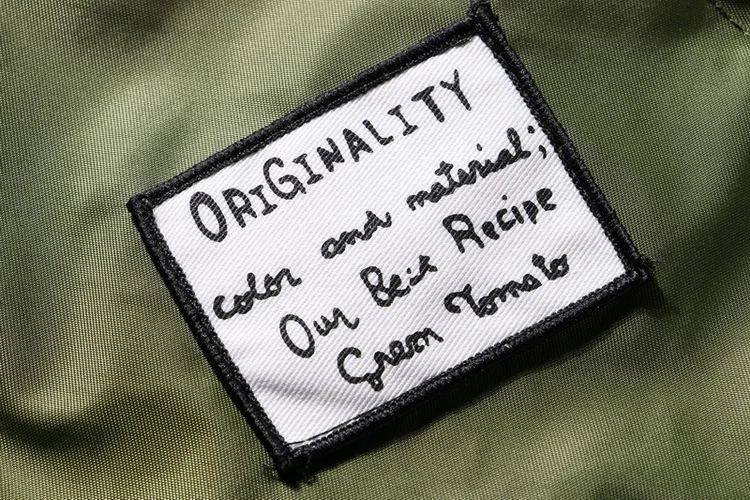 ORiGINALITY
color and material;
Our Best Recipe
Green Tomato